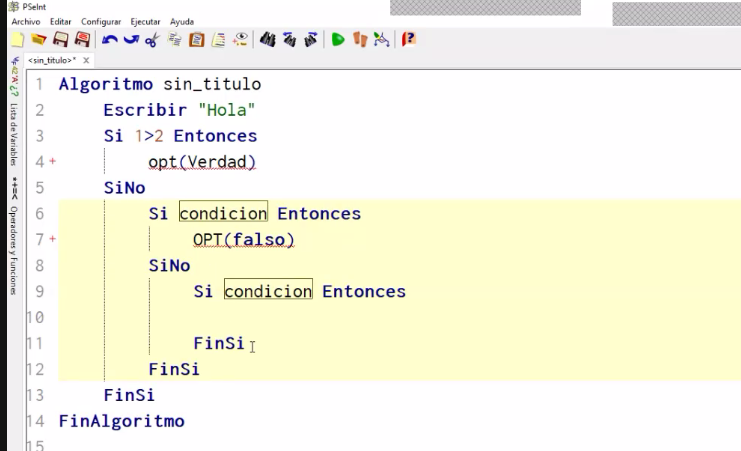 PSeInt
Archivo Editar Configurar Ejecutar Ayuda
<sin_titulo>* X
Lista de Variables
*+=< Operadores y Funciones
1 Algoritmo sin_titulo
2 Escribir "Hola"
3 Si 1>2 Entonces
4 + opt(Verdad)
5 SiNo
6 Si condicion Entonces
7 + OPT(falso)
8 SiNo
9 Si condicion Entonces
10
11 FinSi
12 FinSi
13 FinSi
14 FinAlgoritmo
15